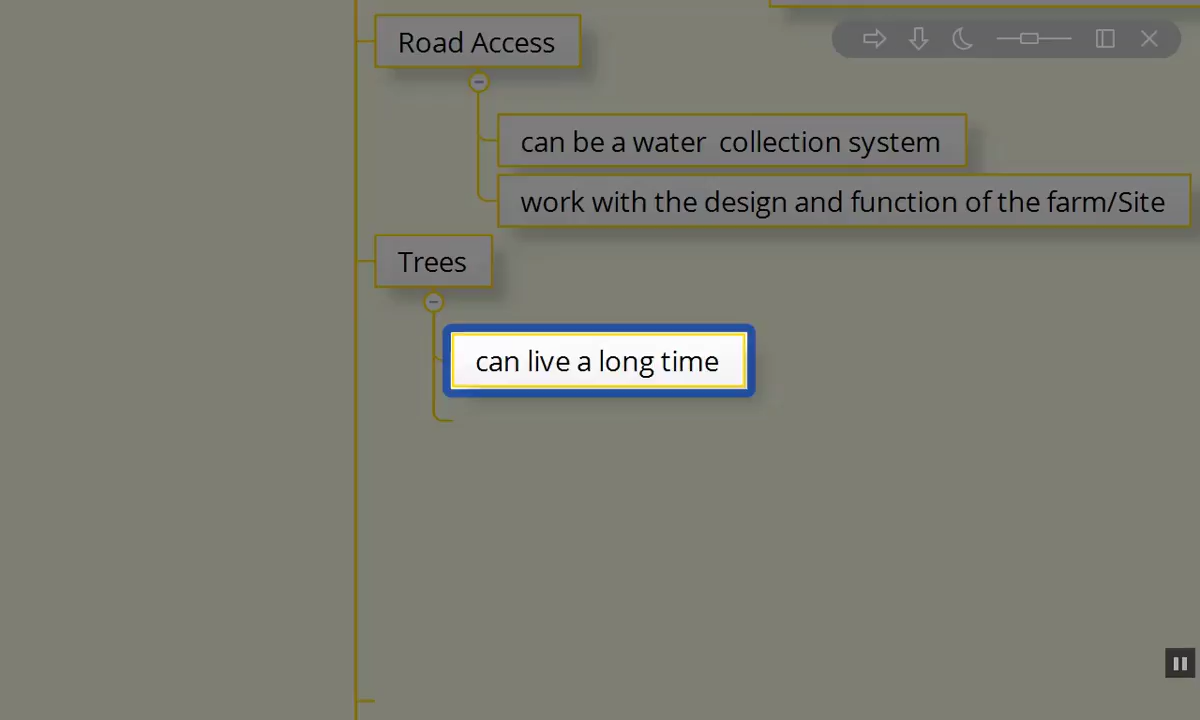 Road Access
can be a water  collection system
work with the design and function of the farm/Site
Trees
can live a long time